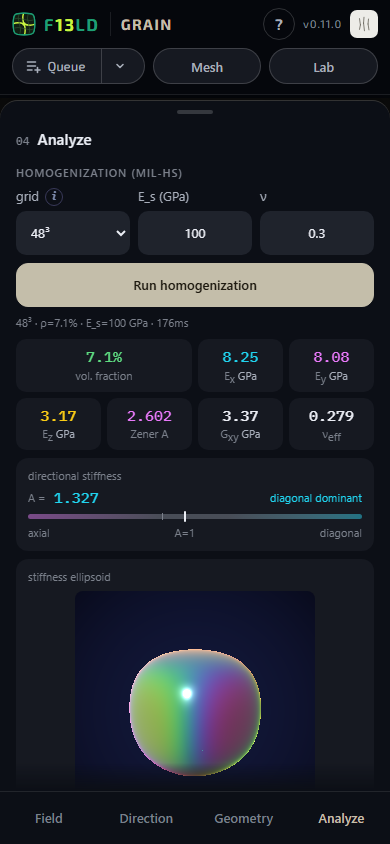 F13LD GRAIN ? v0.11.0
Queue Mesh Lab
04 Analyze
HOMOGENIZATION (MIL-HS)
grid i E_s (GPa) ν
48³ 100 0.3
Run homogenization
48³ · ρ=7.1% · E_s=100 GPa · 176ms
7.1% 8.25 8.08
vol. fraction Ex GPa Ey GPa
3.17 2.602 3.37 0.279
Ez GPa Zener A Gxy GPa νeff
directional stiffness
A = 1.327 diagonal dominant
axial A=1 diagonal
stiffness ellipsoid
Field Direction Geometry Analyze